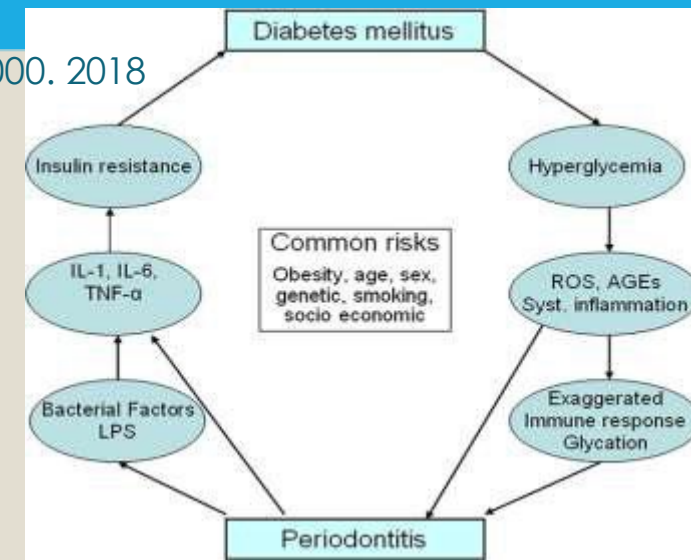 000. 2018
Diabetes mellitus
Insulin resistance
Hyperglycemia
Common risks
Obesity, age, sex,
genetic, smoking,
socio economic
IL-1, IL-6,
TNF-α
ROS, AGEs
Syst. inflammation
Bacterial Factors
LPS
Exaggerated
Immune response
Glycation
Periodontitis